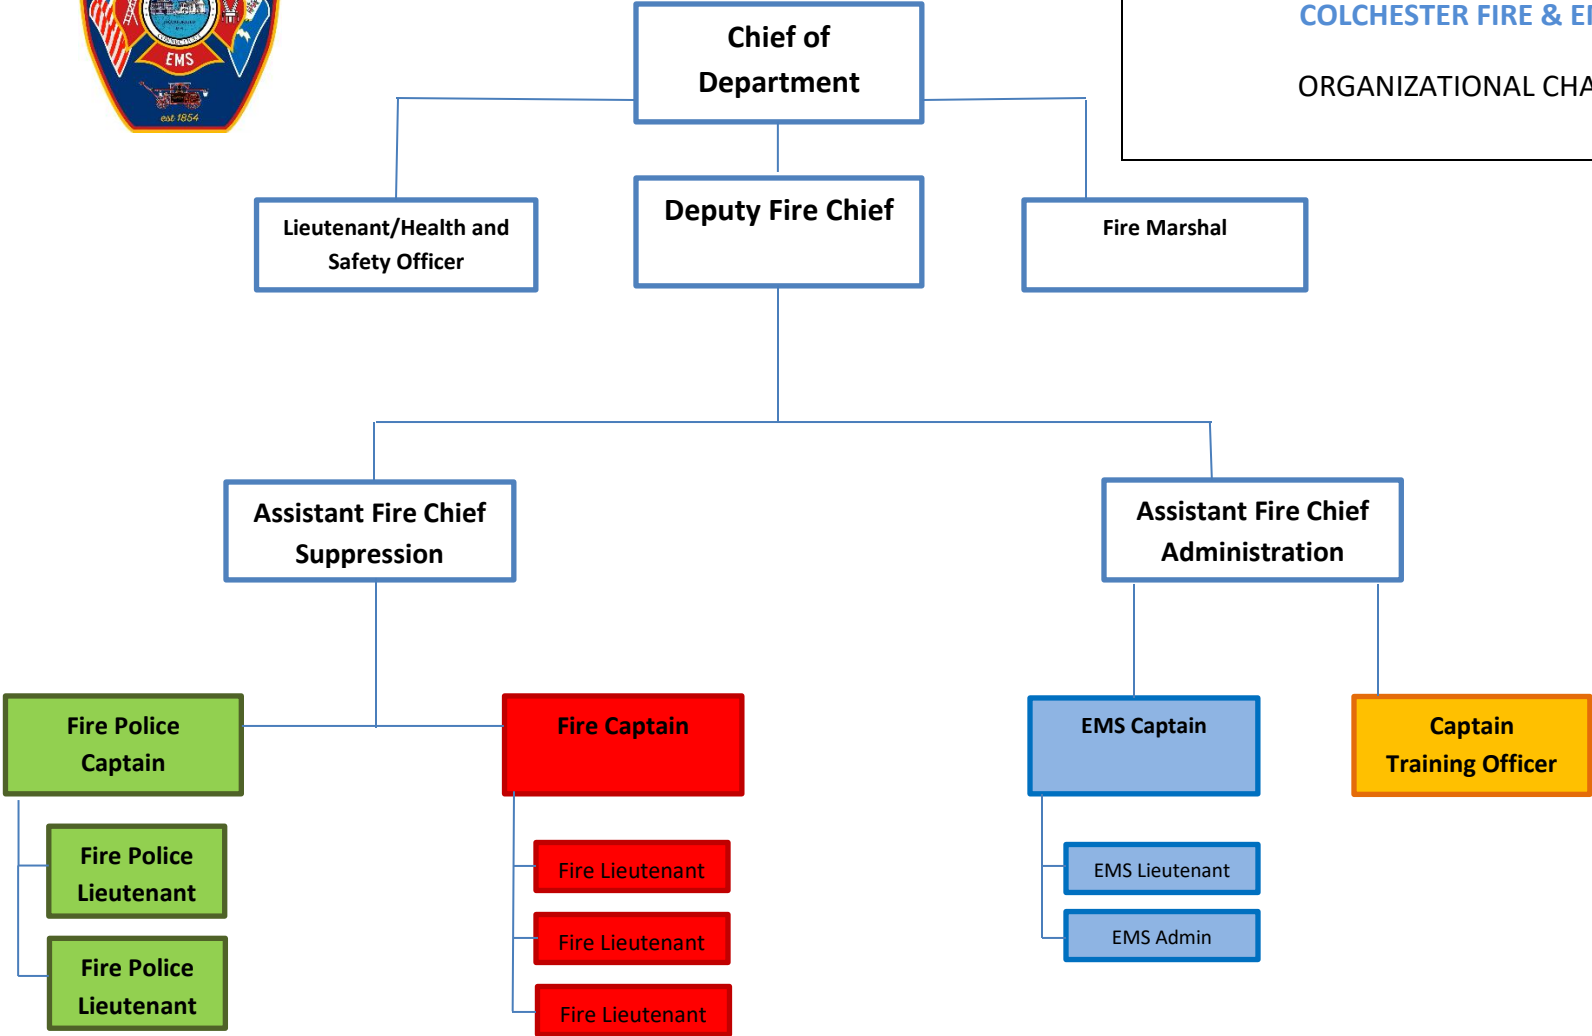 EMS
est 1854
COLCHESTER FIRE &
ORGANIZATIONAL
Chief of
Department
Lieutenant/Health and
Safety Officer
Deputy Fire Chief
Fire Marshal
Assistant Fire Chief
Suppression
Assistant Fire Chief
Administration
Fire Police
Captain
Fire Captain
EMS Captain
Captain
Training Officer
Fire Police
Lieutenant
Fire Police
Lieutenant
Fire Lieutenant
Fire Lieutenant
Fire Lieutenant
EMS Lieutenant
EMS Admin